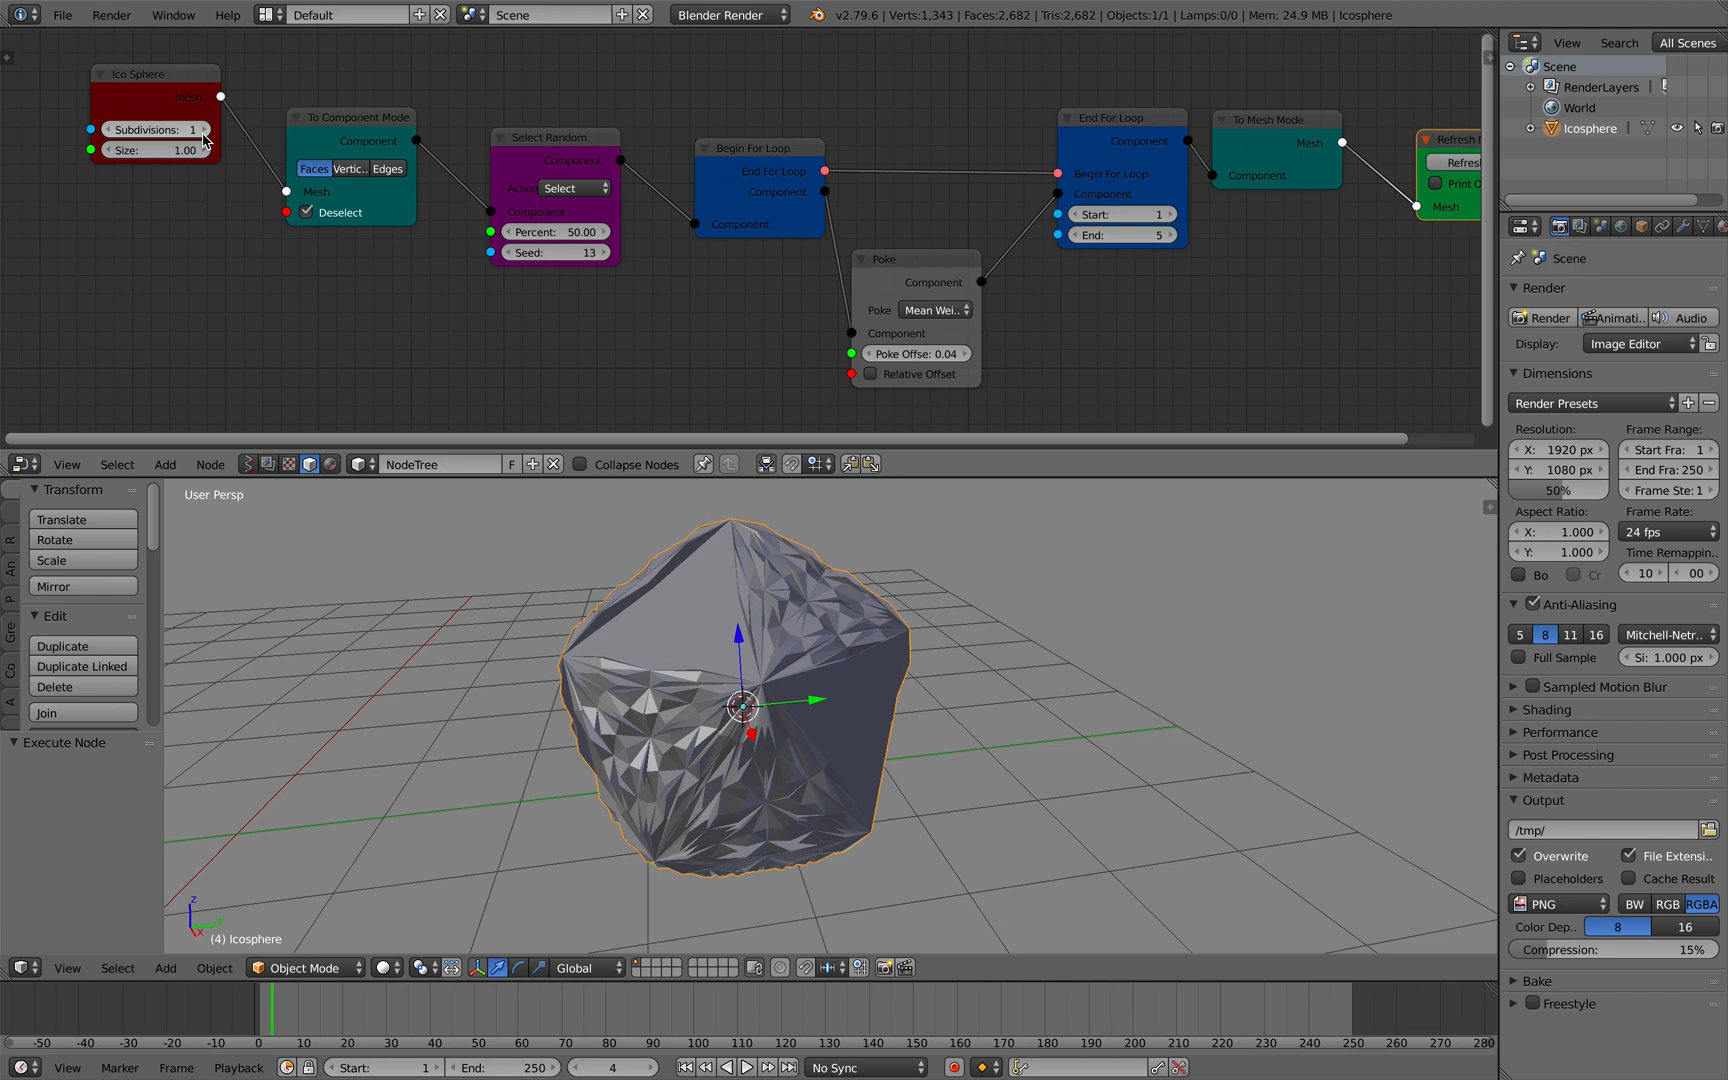 File Render Window Help Default Scene Blender Render v2.79.6 | Verts:1,343 | Faces:2,682 | Tris:2,682 | Objects:1/1 | Lamps:0/0 | Mem: 24.9 MB | Icosphere
Ico Sphere
Mesh
Subdivisions: 1
Size: 1.00
To Component Mode
Component
Faces Vertic.. Edges
Mesh
Deselect
Select Random
Component
Action Select
Component
Percent: 50.00
Seed: 13
Begin For Loop
End For Loop
Component
Component
Poke
Component
Poke Mean Wei..
Component
Poke Offse: 0.04
Relative Offset
End For Loop
Component
Begin For Loop
Component
Start: 1
End: 5
To Mesh Mode
Mesh
Component
Refresh
Refresh
Print
Mesh
View Select Add Node NodeTree F Collapse Nodes
Transform
Translate
Rotate
Scale
Mirror
Edit
Duplicate
Duplicate Linked
Delete
Join
Execute Node
R
An
P
Gre
Co
A
User Persp
z
y
x
(4) Icosphere
View Select Add Object Object Mode Global
-50 -40 -30 -20 -10 0 10 20 30 40 50 60 70 80 90 100 110 120 130 140 150 160 170 180 190 200 210 220 230 240 250 260 270 280
View Marker Frame Playback Start: 1 End: 250 4 No Sync
View Search All Scenes
Scene
RenderLayers
World
Icosphere
Scene
Render
Render Animati.. Audio
Display: Image Editor
Dimensions
Render Presets
Resolution: Frame Range:
X: 1920 px Start Fra: 1
Y: 1080 px End Fra: 250
50% Frame Ste: 1
Aspect Ratio: Frame Rate:
X: 1.000 24 fps
Y: 1.000 Time Remappin..
Bo Cr 10 00
Anti-Aliasing
5 8 11 16 Mitchell-Netr..
Full Sample Si: 1.000 px
Sampled Motion Blur
Shading
Performance
Post Processing
Metadata
Output
/tmp/
Overwrite File Extensi..
Placeholders Cache Result
PNG BW RGB RGBA
Color Dep.. 8 16
Compression: 15%
Bake
Freestyle